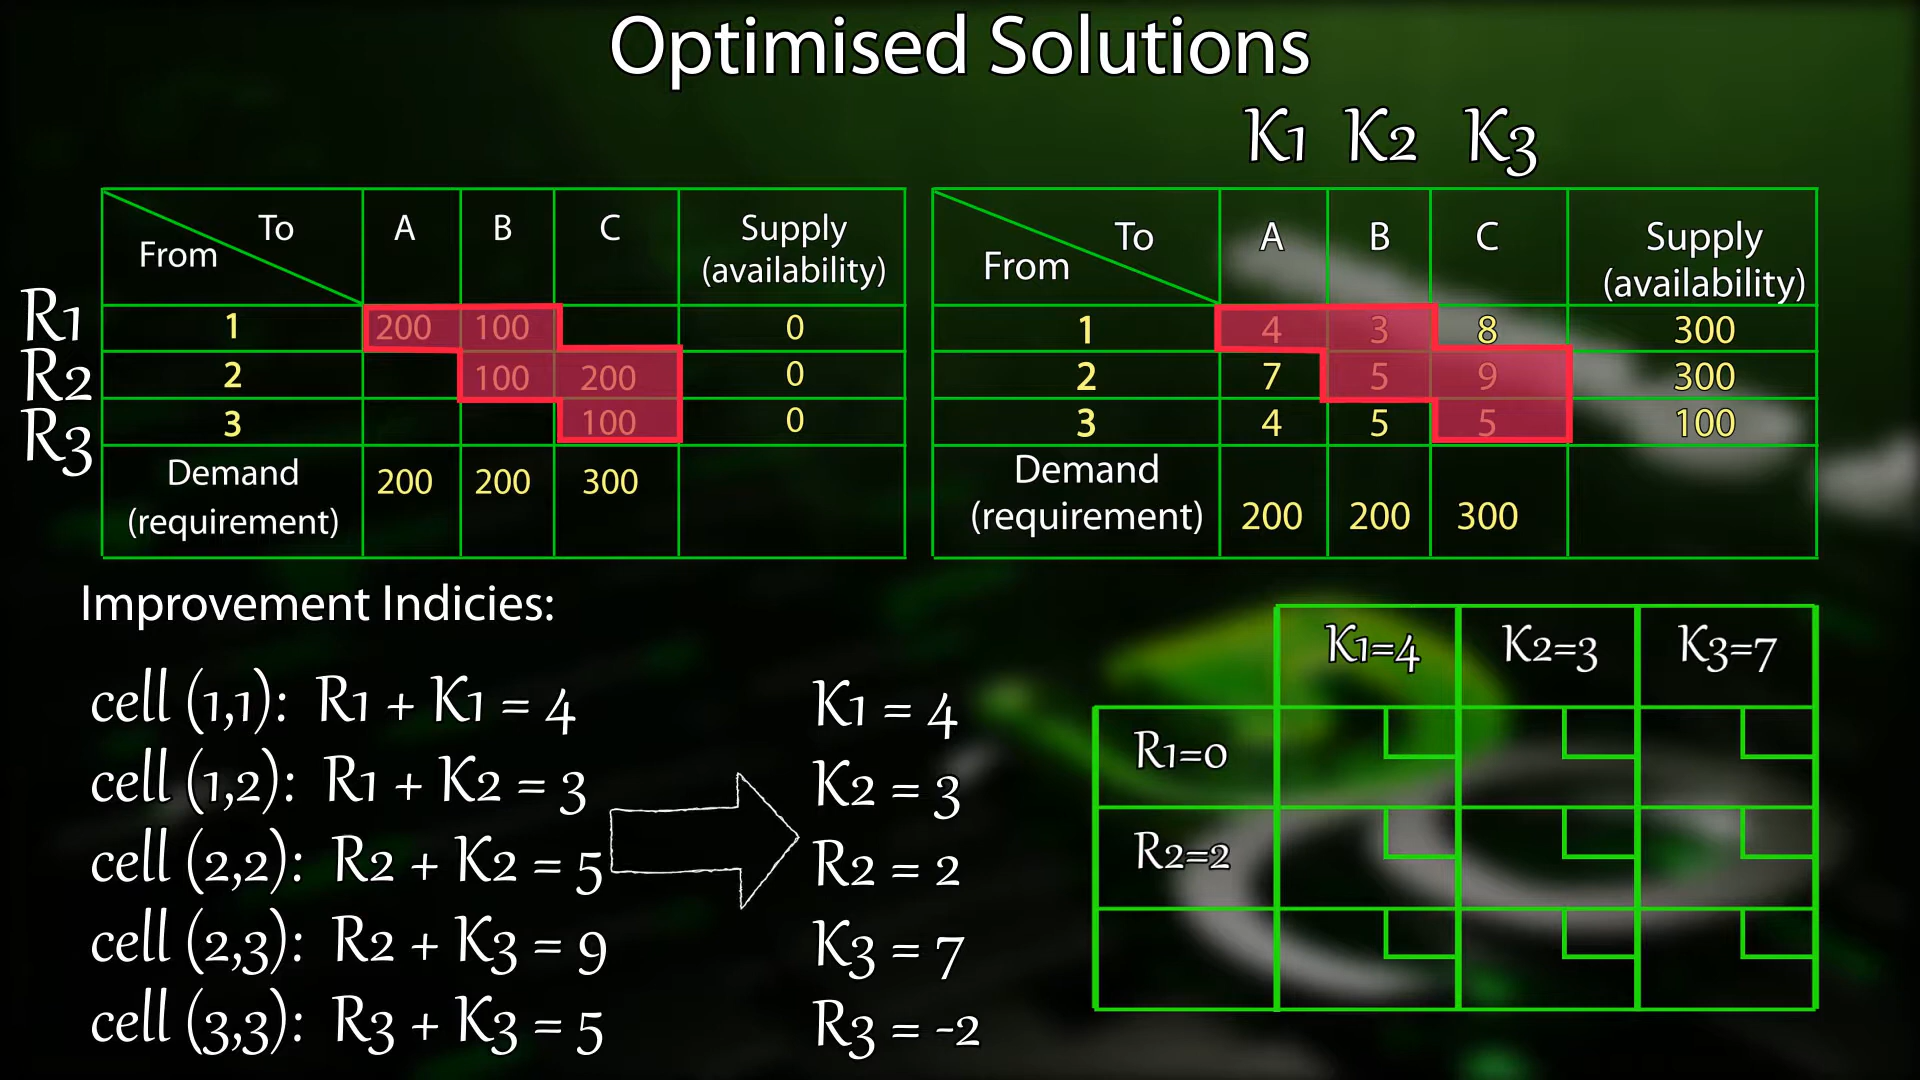 Optimised Solutions
K1 K2 K3
To A B C Supply
From (availability)
R1 1 200 100 0
R2 2 100 200 0
R3 3 100 0
Demand 200 200 300
(requirement)
To A B C Supply
From (availability)
1 4 3 8 300
2 7 5 9 300
3 4 5 5 100
Demand
(requirement) 200 200 300
Improvement Indicies:
cell (1,1): R1 + K1 = 4
cell (1,2): R1 + K2 = 3
cell (2,2): R2 + K2 = 5
cell (2,3): R2 + K3 = 9
cell (3,3): R3 + K3 = 5
K1 = 4
K2 = 3
R2 = 2
K3 = 7
R3 = -2
K1=4 K2=3 K3=7
R1=0
R2=2